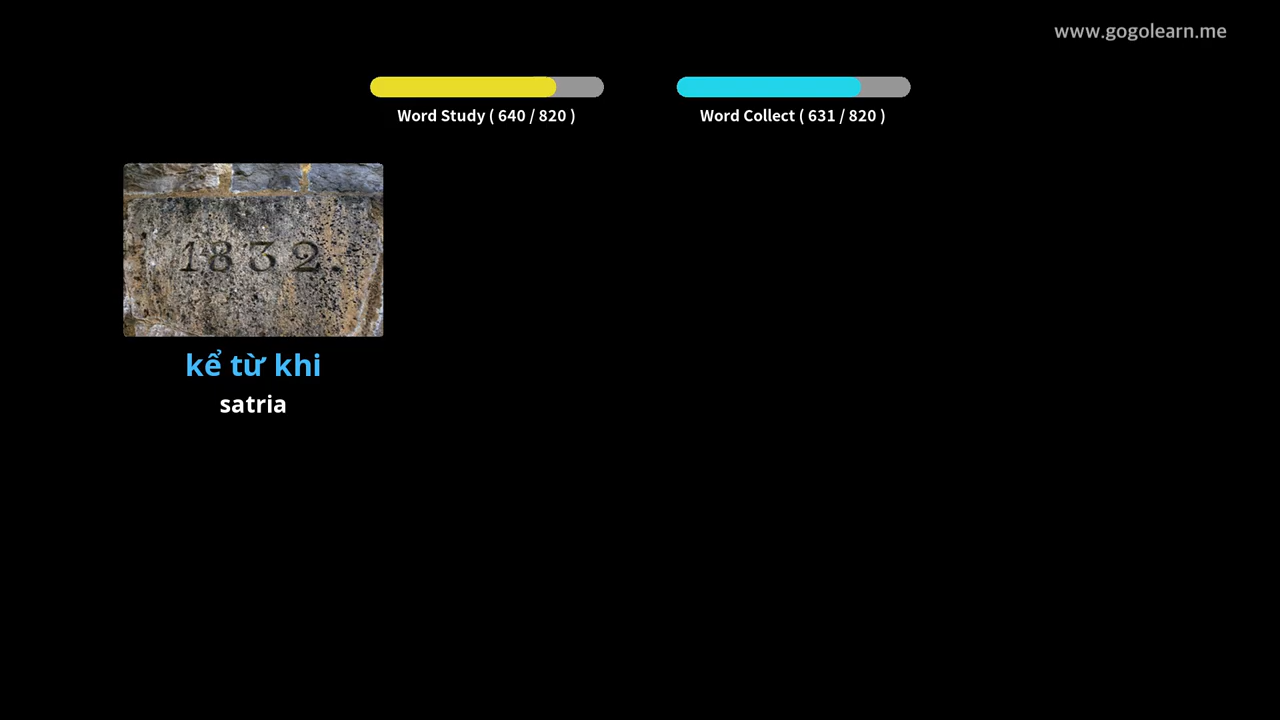 www.gogolearn.me
Word Study ( 640 / 820 )
Word Collect ( 631 / 820 )
1832.
kể từ khi
satria